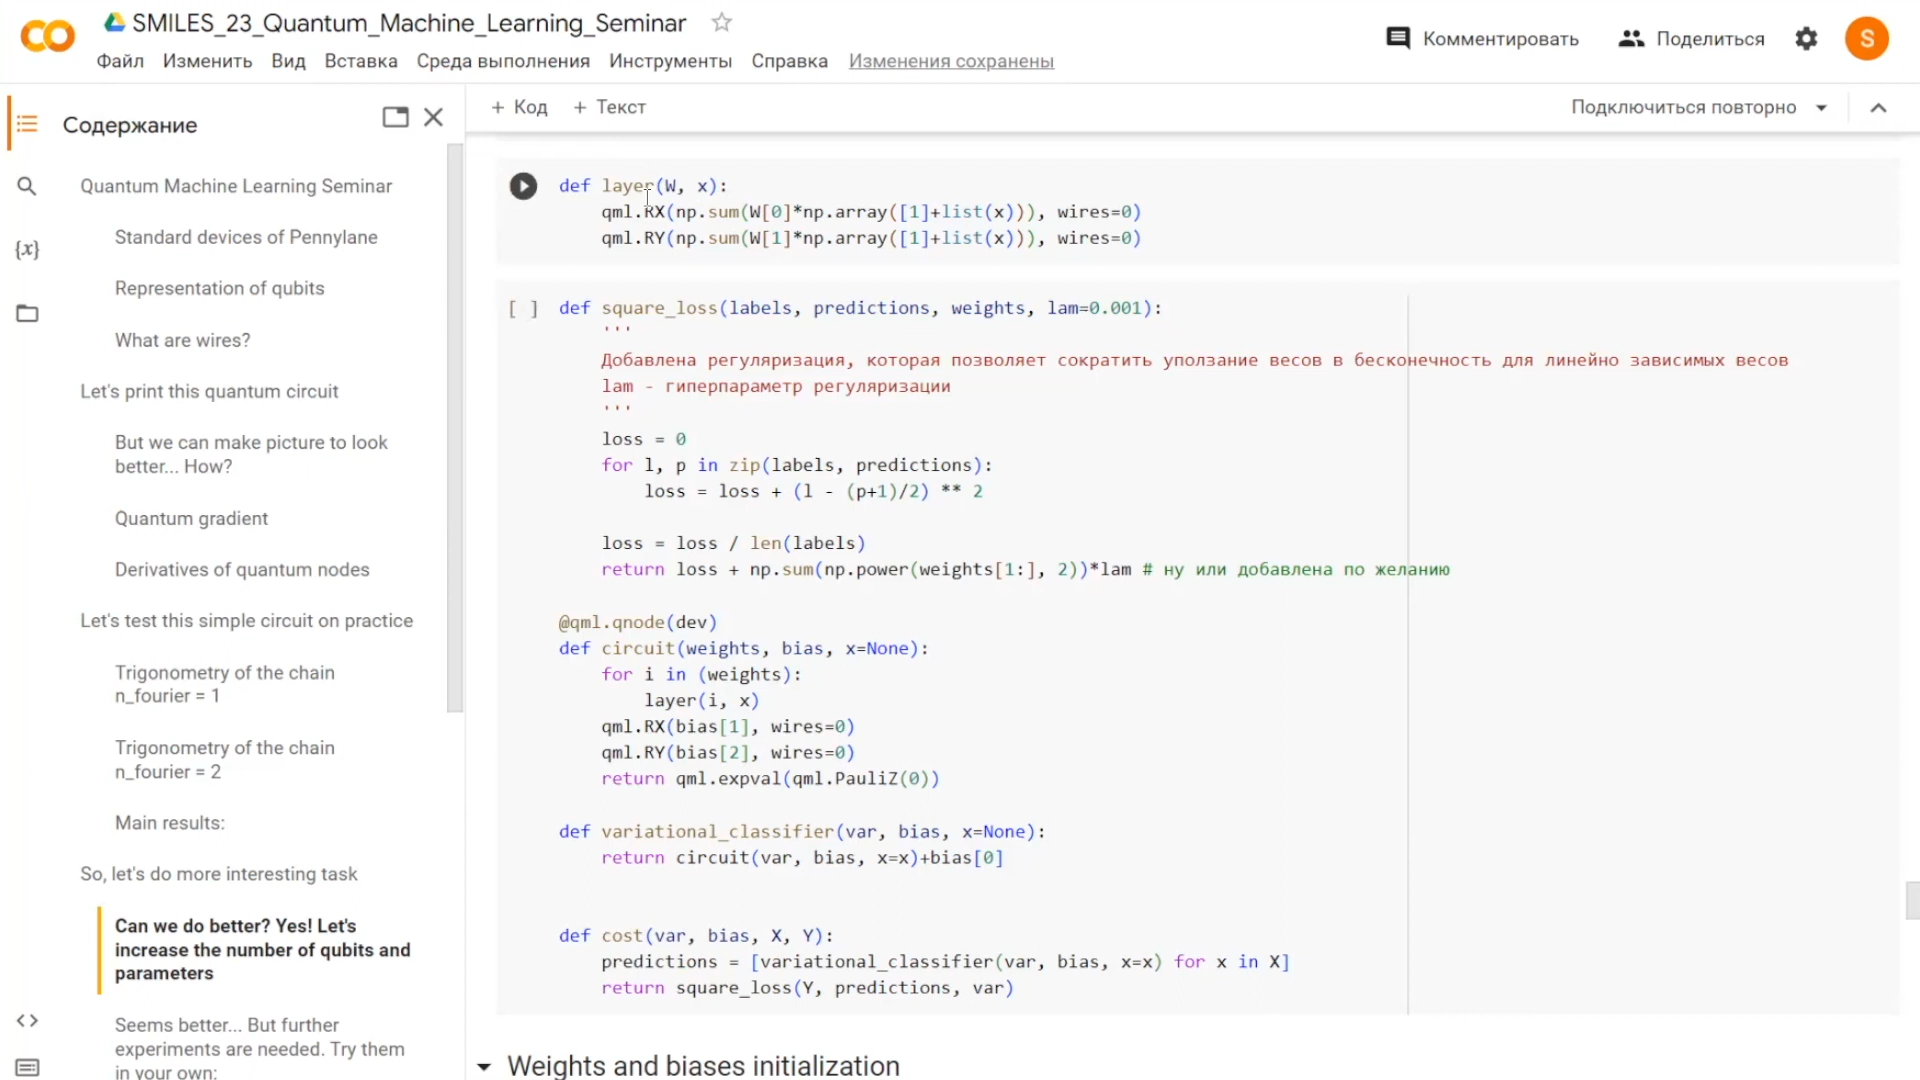 SMILES_23_Quantum_Machine_Learning_Seminar
Комментировать
Поделиться
S
Файл Изменить Вид Вставка Среда выполнения Инструменты Справка Изменения сохранены
Содержание
+ Код + Текст
Подключиться повторно
Quantum Machine Learning Seminar
Standard devices of Pennylane
Representation of qubits
What are wires?
Let's print this quantum circuit
But we can make picture to look
better... How?
Quantum gradient
Derivatives of quantum nodes
Let's test this simple circuit on practice
Trigonometry of the chain
n_fourier = 1
Trigonometry of the chain
n_fourier = 2
Main results:
So, let's do more interesting task
Can we do better? Yes! Let's
increase the number of qubits and
parameters
Seems better... But further
experiments are needed. Try them
in your own:
{x}
<>
def layer(W, x):
    qml.RX(np.sum(W[0]*np.array([1]+list(x))), wires=0)
    qml.RY(np.sum(W[1]*np.array([1]+list(x))), wires=0)
[ ] def square_loss(labels, predictions, weights, lam=0.001):
    '''
    Добавлена регуляризация, которая позволяет сократить уползание весов в бесконечность для линейно зависимых весов
    lam - гиперпараметр регуляризации
    '''
    loss = 0
    for l, p in zip(labels, predictions):
        loss = loss + (l - (p+1)/2) ** 2
    loss = loss / len(labels)
    return loss + np.sum(np.power(weights[1:], 2))*lam # ну или добавлена по желанию
@qml.qnode(dev)
def circuit(weights, bias, x=None):
    for i in (weights):
        layer(i, x)
    qml.RX(bias[1], wires=0)
    qml.RY(bias[2], wires=0)
    return qml.expval(qml.PauliZ(0))
def variational_classifier(var, bias, x=None):
    return circuit(var, bias, x=x)+bias[0]
def cost(var, bias, X, Y):
    predictions = [variational_classifier(var, bias, x=x) for x in X]
    return square_loss(Y, predictions, var)
Weights and biases initialization